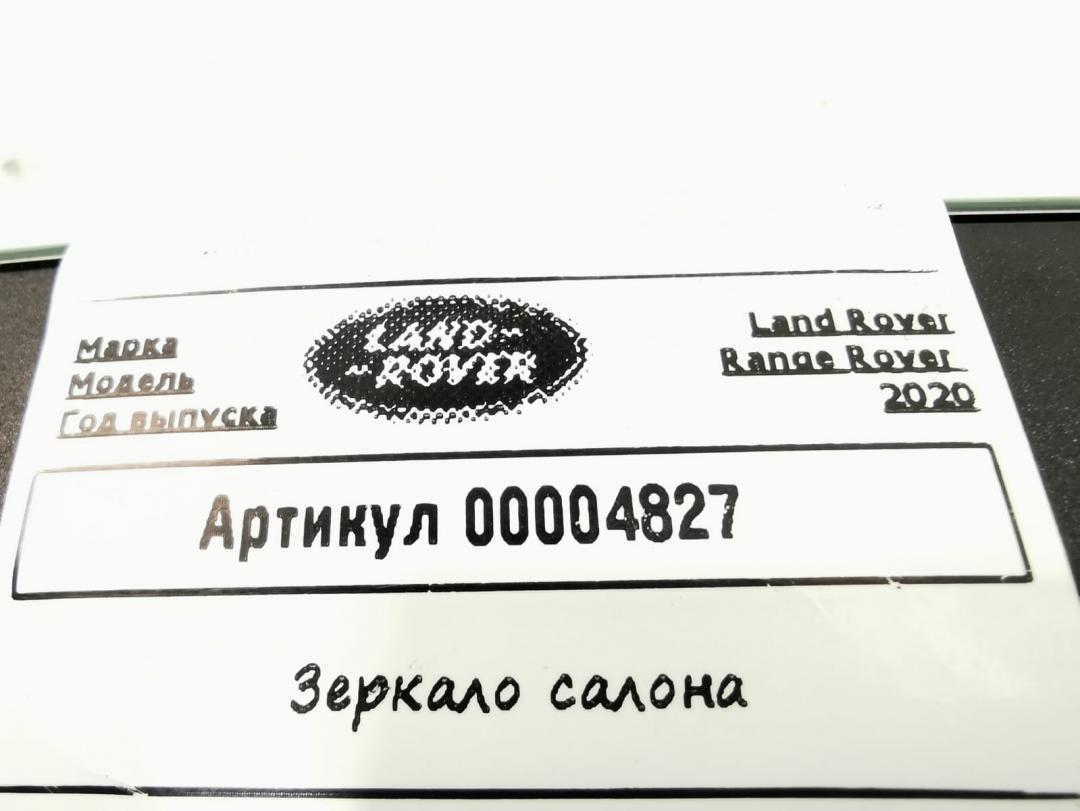 Марка
Модель
Год выпуска
LAND-
-ROVER
Land Rover
Range Rover
2020
Артикул 00004827
Зеркало салона